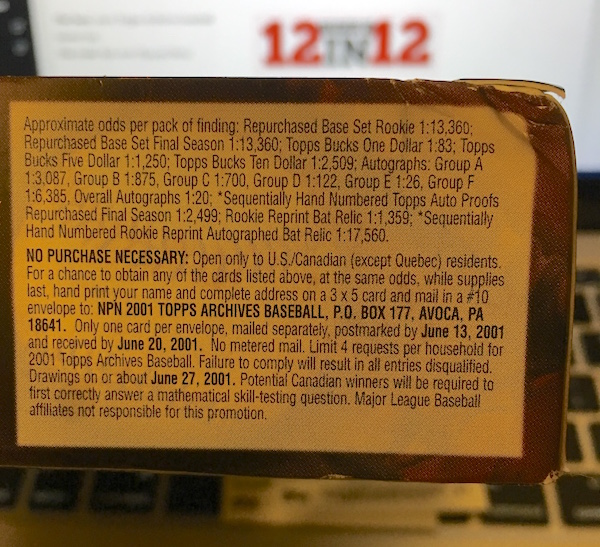 12 IN 12
Approximate odds per pack of finding: Repurchased Base Set Rookie 1:13,360;
Repurchased Base Set Final Season 1:13,360; Topps Bucks One Dollar 1:83; Topps
Bucks Five Dollar 1:1,250; Topps Bucks Ten Dollar 1:2,509; Autographs: Group A
1:3,087, Group B 1:875, Group C 1:700, Group D 1:122, Group E 1:26, Group F
1:6,385, Overall Autographs 1:20; *Sequentially Hand Numbered Topps Auto Proofs
Repurchased Final Season 1:2,499; Rookie Reprint Bat Relic 1:1,359; *Sequentially
Hand Numbered Rookie Reprint Autographed Bat Relic 1:17,560.
NO PURCHASE NECESSARY: Open only to U.S./Canadian (except Quebec) residents.
For a chance to obtain any of the cards listed above, at the same odds, while supplies
last, hand print your name and complete address on a 3 x 5 card and mail in a #10
envelope to: NPN 2001 TOPPS ARCHIVES BASEBALL, P.O. BOX 177, AVOCA, PA
18641. Only one card per envelope, mailed separately, postmarked by June 13, 2001
and received by June 20, 2001. No metered mail. Limit 4 requests per household for
2001 Topps Archives Baseball. Failure to comply will result in all entries disqualified.
Drawings on or about June 27, 2001. Potential Canadian winners will be required to
first correctly answer a mathematical skill-testing question. Major League Baseball
affiliates not responsible for this promotion.